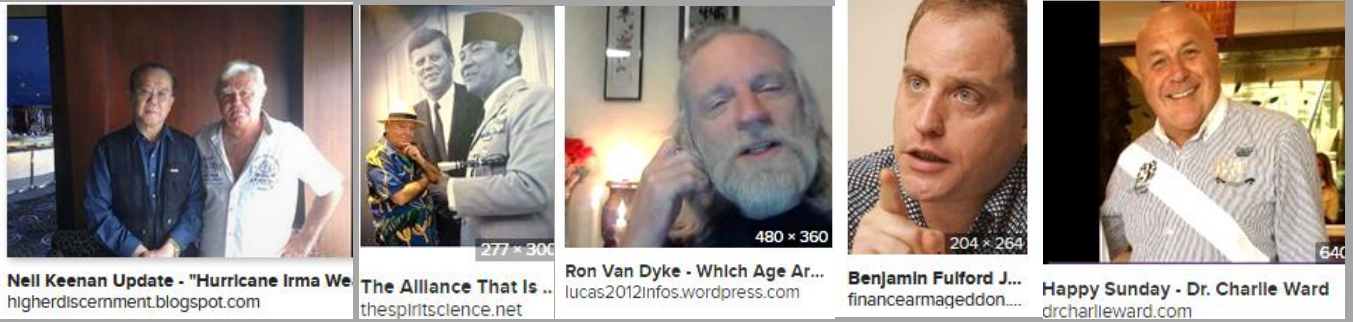 Neil Keenan Update - "Hurricane Irma We
higherdiscernment.blogspot.com
277 × 300
The Alliance That Is ...
thespiritscience.net
480 × 360
Ron Van Dyke - Which Age Ar...
lucas2012infos.wordpress.com
204 × 264
Benjamin Fulford J...
financearmageddon....
640
Happy Sunday - Dr. Charlie Ward
drcharlieward.com